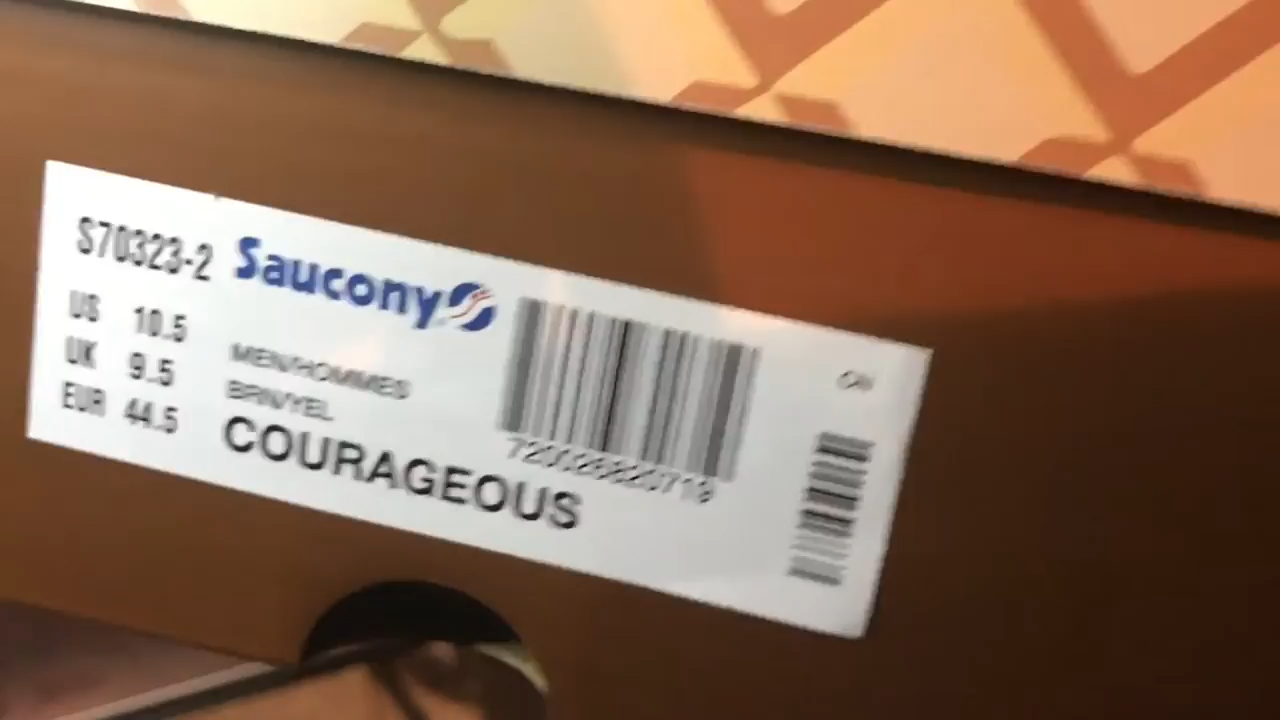 S70323-2 Saucony
US 10.5
UK 9.5
EUR 44.5
MEN/HOMMES
BRN/YEL
COURAGEOUS